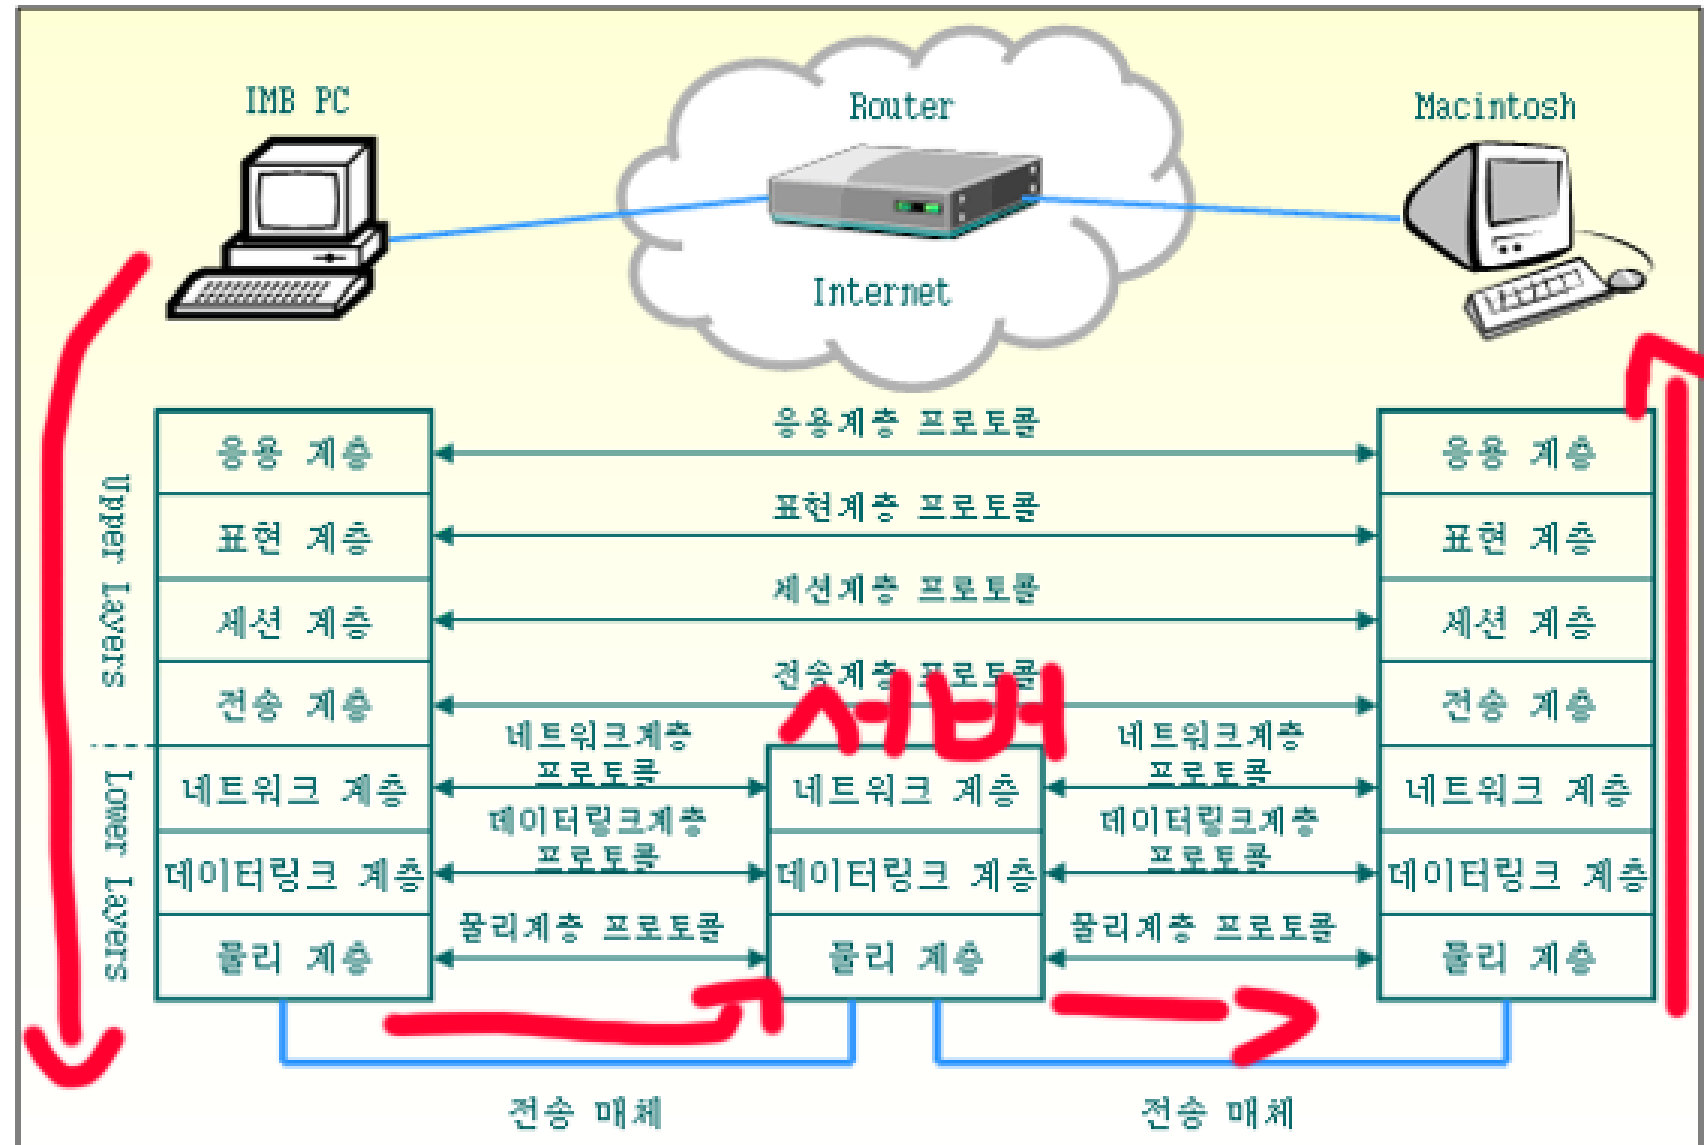 IMB PC
Router
Macintosh
Internet
응용계층 프로토콜
응용 계층
응용 계층
표현계층 프로토콜
표현 계층
표현 계층
세션계층 프로토콜
세션 계층
세션 계층
전송계층 프로토콜
전송 계층
전송 계층
서버
Upper Layers
네트워크계층
프로토콜
네트워크계층
프로토콜
네트워크 계층
네트워크 계층
네트워크 계층
데이터링크계층
프로토콜
데이터링크계층
프로토콜
데이터링크 계층
데이터링크 계층
데이터링크 계층
Lower Layers
물리계층 프로토콜
물리계층 프로토콜
물리 계층
물리 계층
물리 계층
전송 매체
전송 매체